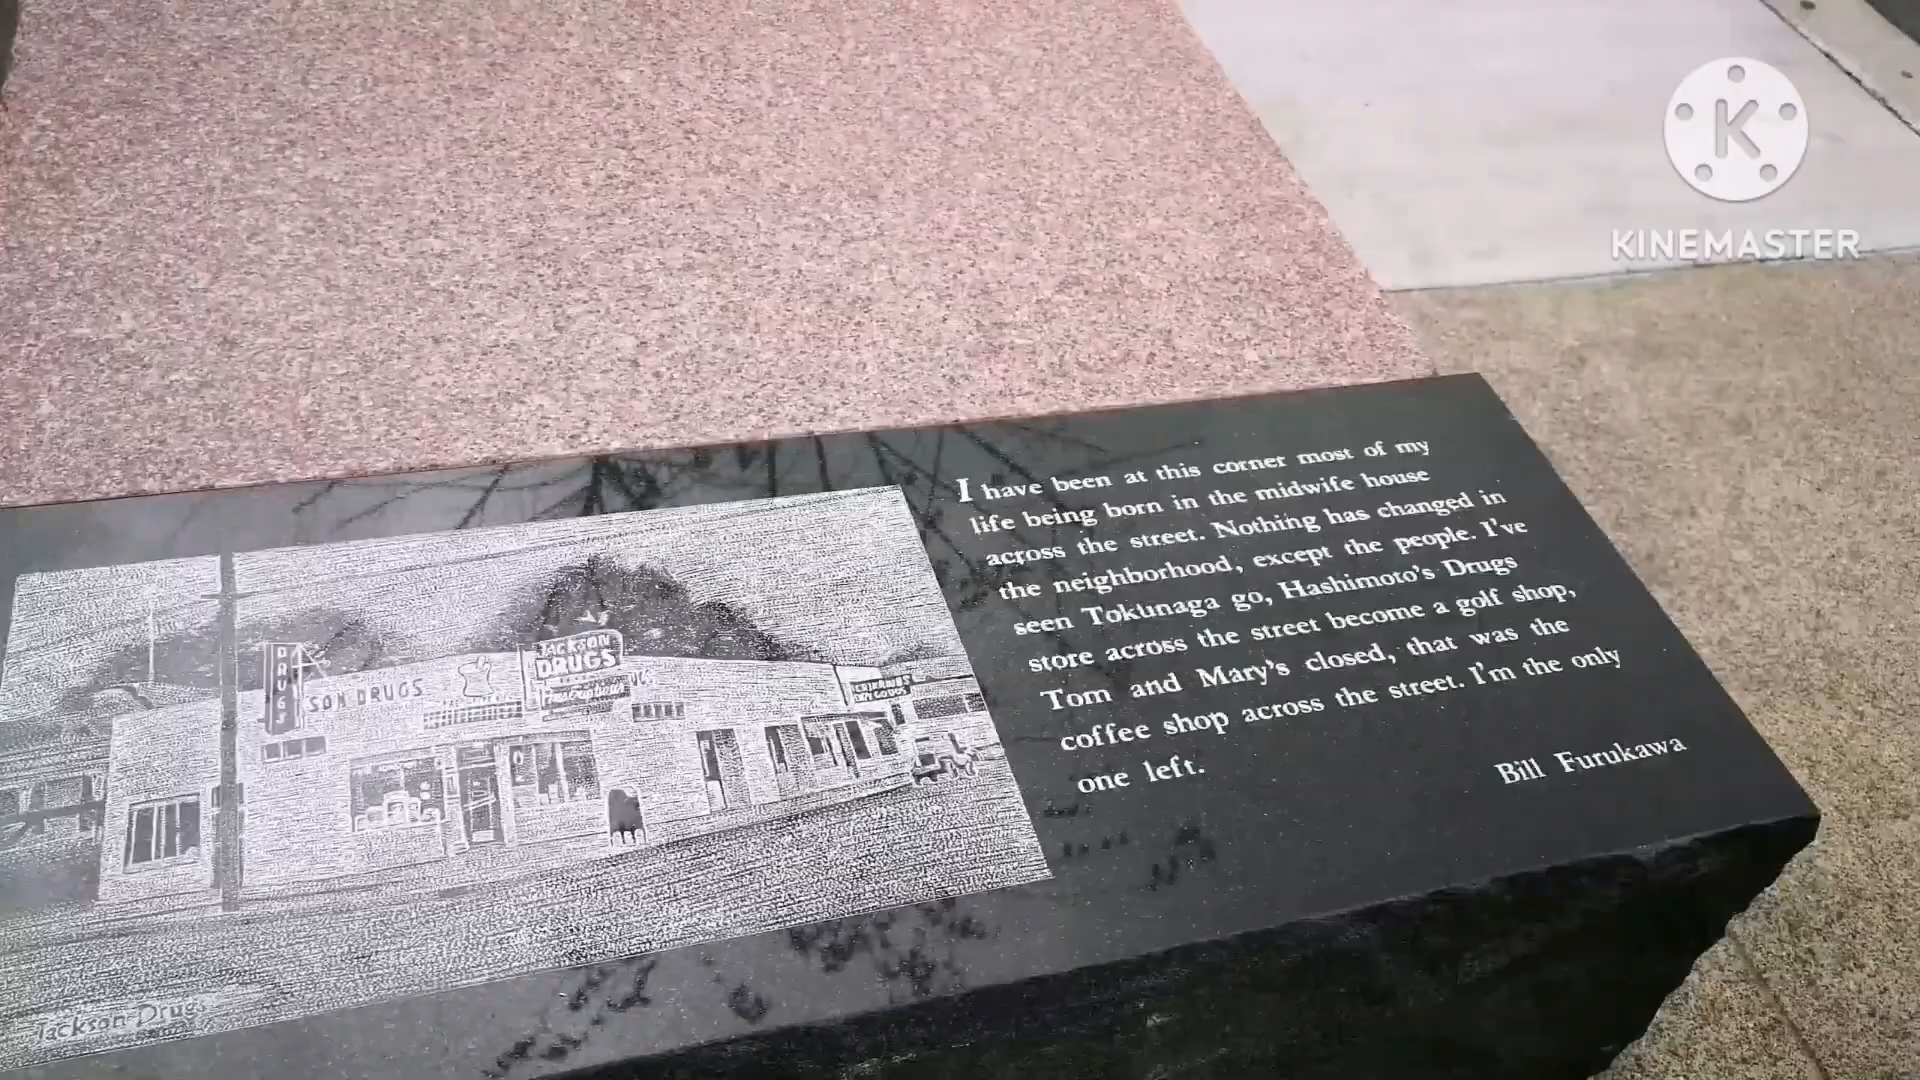 K
KINEMASTER
I have been at this corner most of my
life being born in the midwife house
across the street. Nothing has changed in
the neighborhood, except the people. I've
seen Tokunaga go, Hashimoto's Drugs
store across the street become a golf shop,
Tom and Mary's closed, that was the
coffee shop across the street. I'm the only
one left.
Bill Furukawa
JACKSON
DRUGS
Prescriptions
DRUGS
SON DRUGS
Jackson Drugs